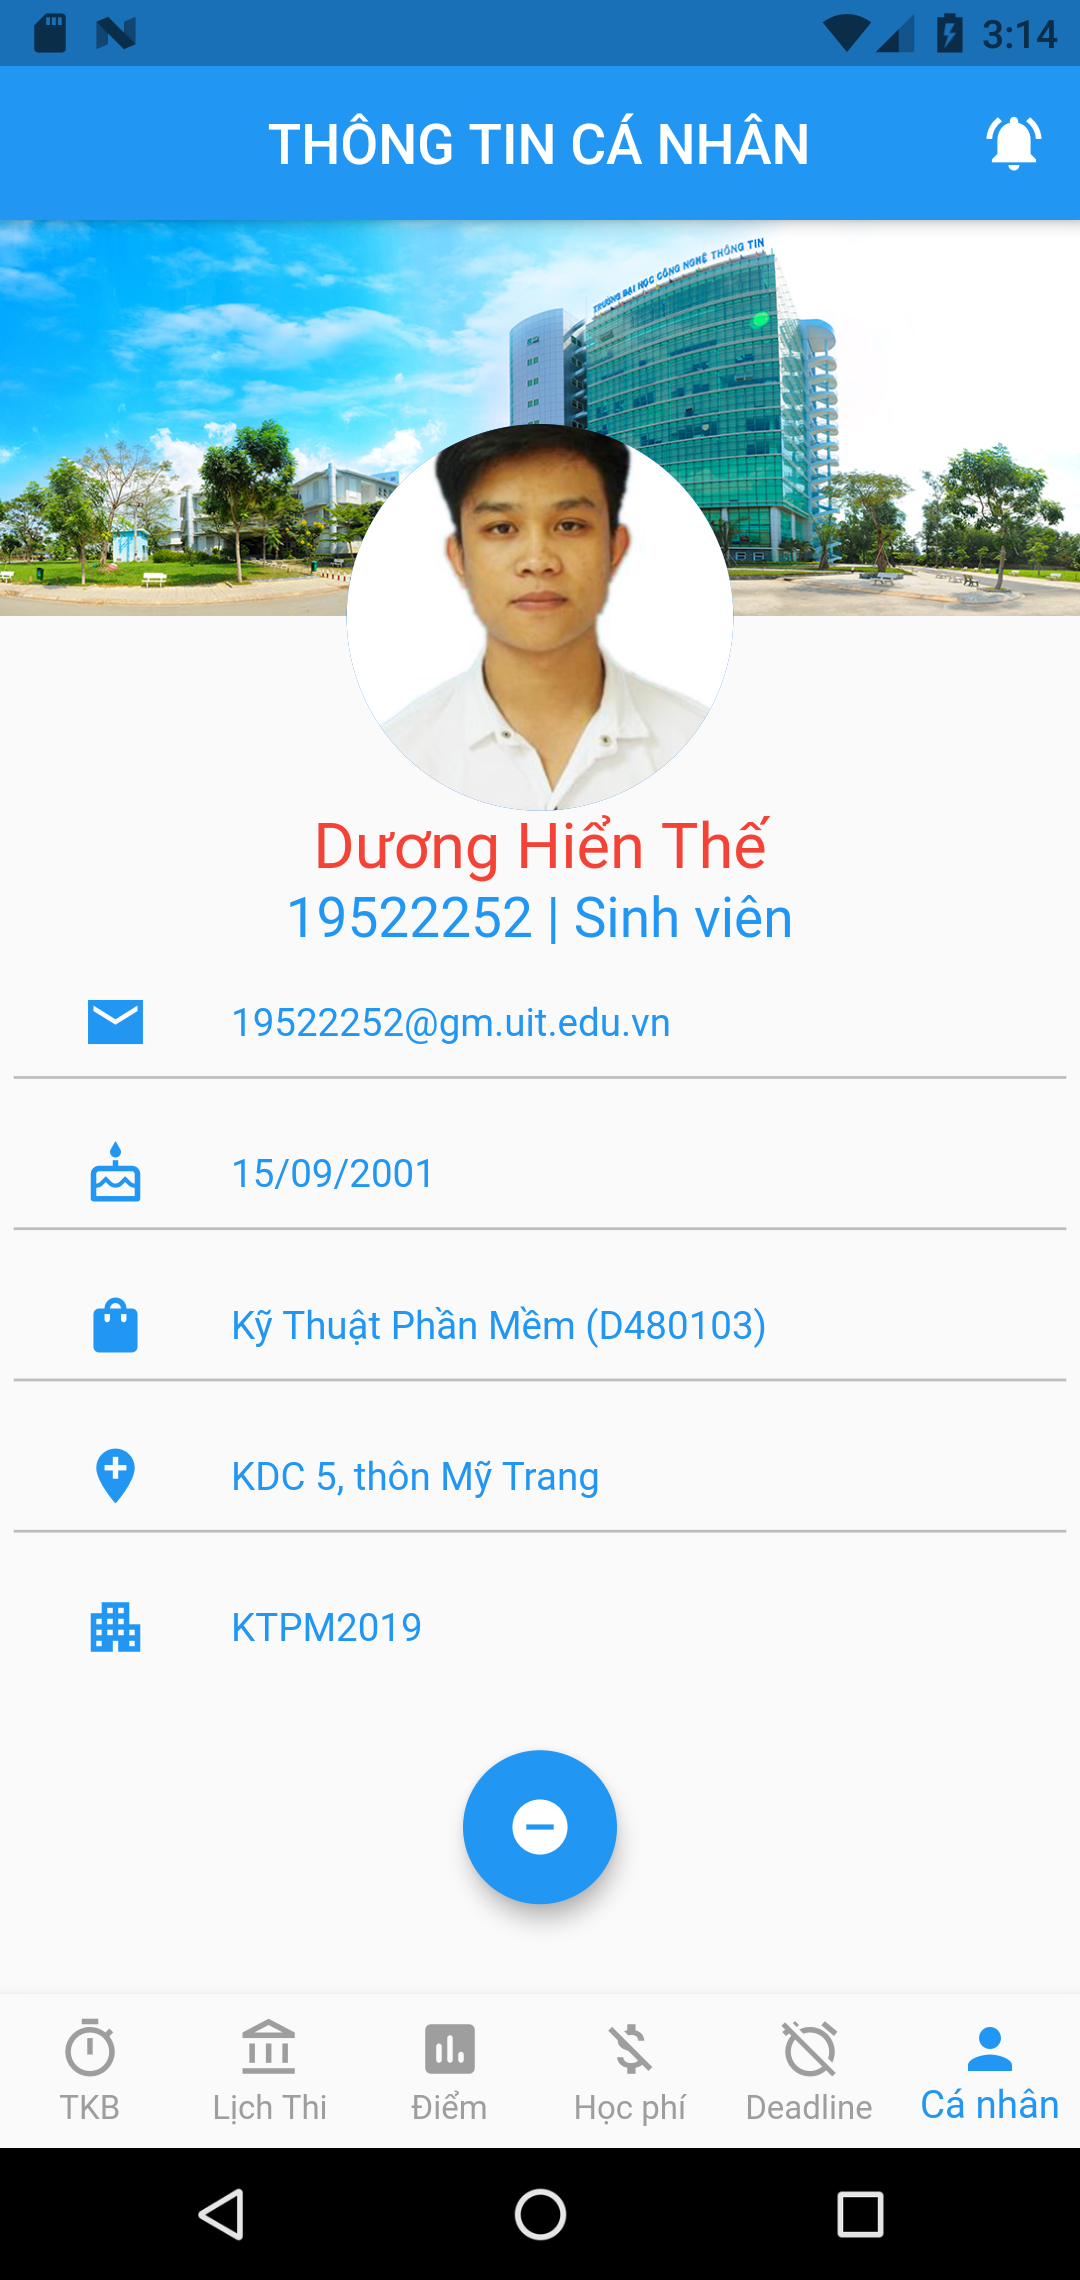 3:14
THÔNG TIN CÁ NHÂN
TRƯỜNG ĐẠI HỌC CÔNG NGHỆ THÔNG TIN
Dương Hiển Thế
19522252 | Sinh viên
19522252@gm.uit.edu.vn
15/09/2001
Kỹ Thuật Phần Mềm (D480103)
KDC 5, thôn Mỹ Trang
KTPM2019
TKB
Lịch Thi
Điểm
Học phí
Deadline
Cá nhân